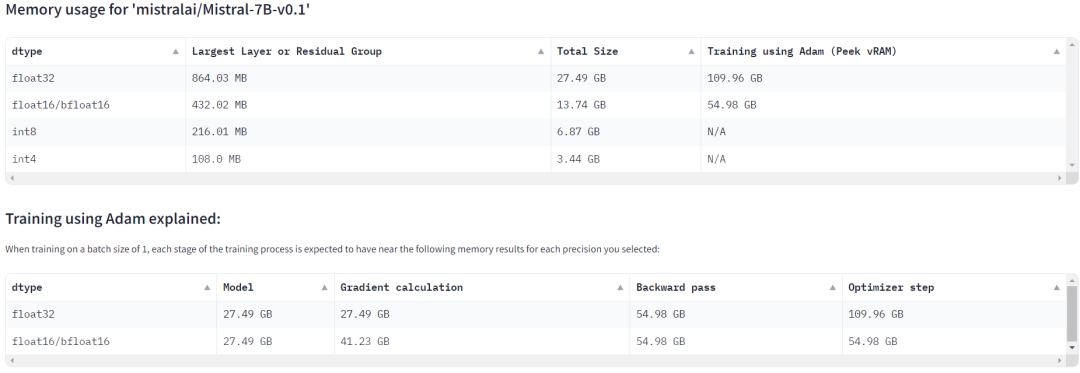 Memory usage for 'mistralai/Mistral-7B-v0.1'
dtype Largest Layer or Residual Group Total Size Training using Adam (Peek vRAM)
float32 864.03 MB 27.49 GB 109.96 GB
float16/bfloat16 432.02 MB 13.74 GB 54.98 GB
int8 216.01 MB 6.87 GB N/A
int4 108.0 MB 3.44 GB N/A
Training using Adam explained:
When training on a batch size of 1, each stage of the training process is expected to have near the following memory results for each precision you selected:
dtype Model Gradient calculation Backward pass Optimizer step
float32 27.49 GB 27.49 GB 54.98 GB 109.96 GB
float16/bfloat16 27.49 GB 41.23 GB 54.98 GB 54.98 GB